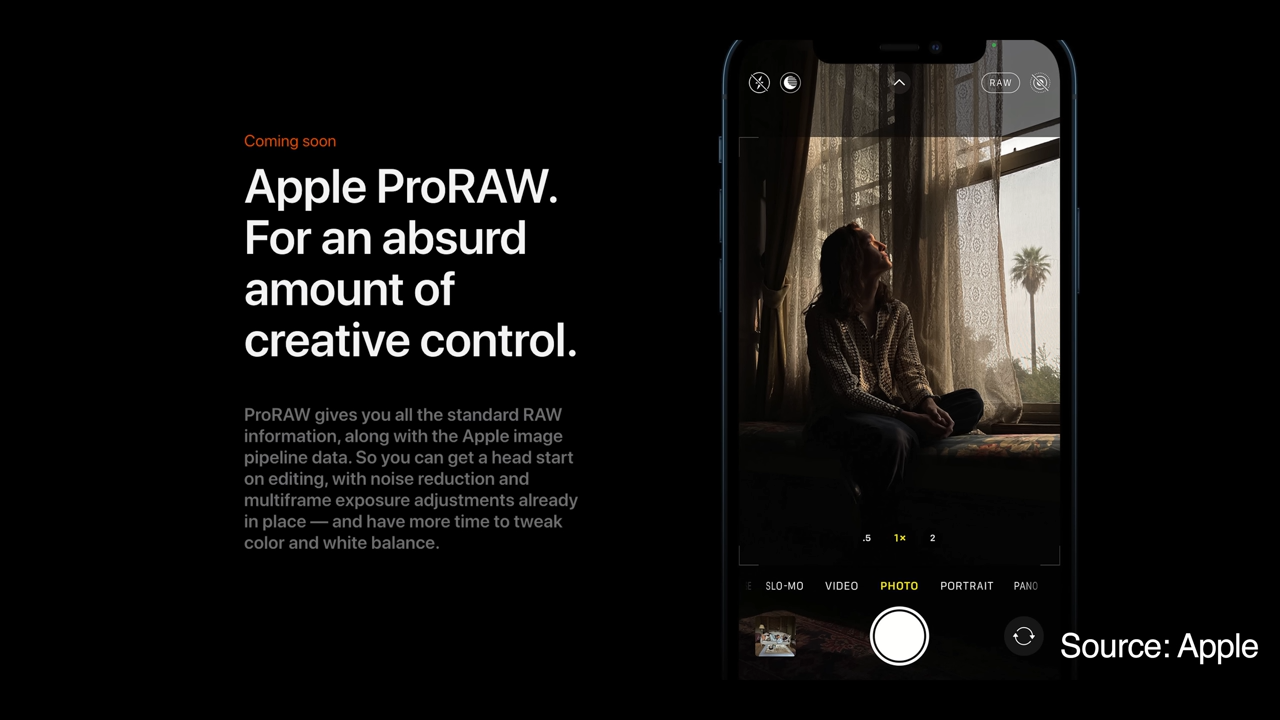 Coming soon
Apple ProRAW.
For an absurd
amount of
creative control.
ProRAW gives you all the standard RAW
information, along with the Apple image
pipeline data. So you can get a head start
on editing, with noise reduction and
multiframe exposure adjustments already
in place — and have more time to tweak
color and white balance.
RAW
.5 1× 2
SLO-MO VIDEO PHOTO PORTRAIT PANO
Source: Apple